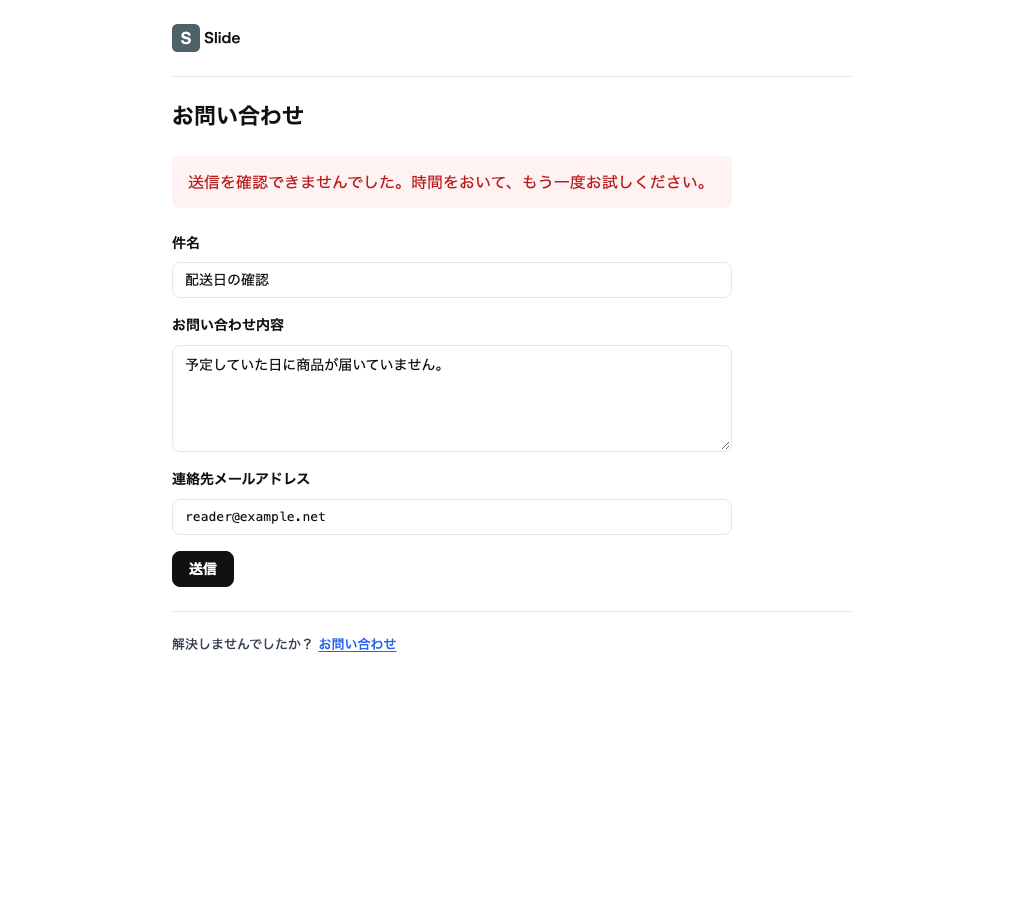 S Slide
お問い合わせ
送信を確認できませんでした。時間をおいて、もう一度お試しください。
件名
配送日の確認
お問い合わせ内容
予定していた日に商品が届いていません。
連絡先メールアドレス
reader@example.net
送信
解決しませんでしたか？ お問い合わせ